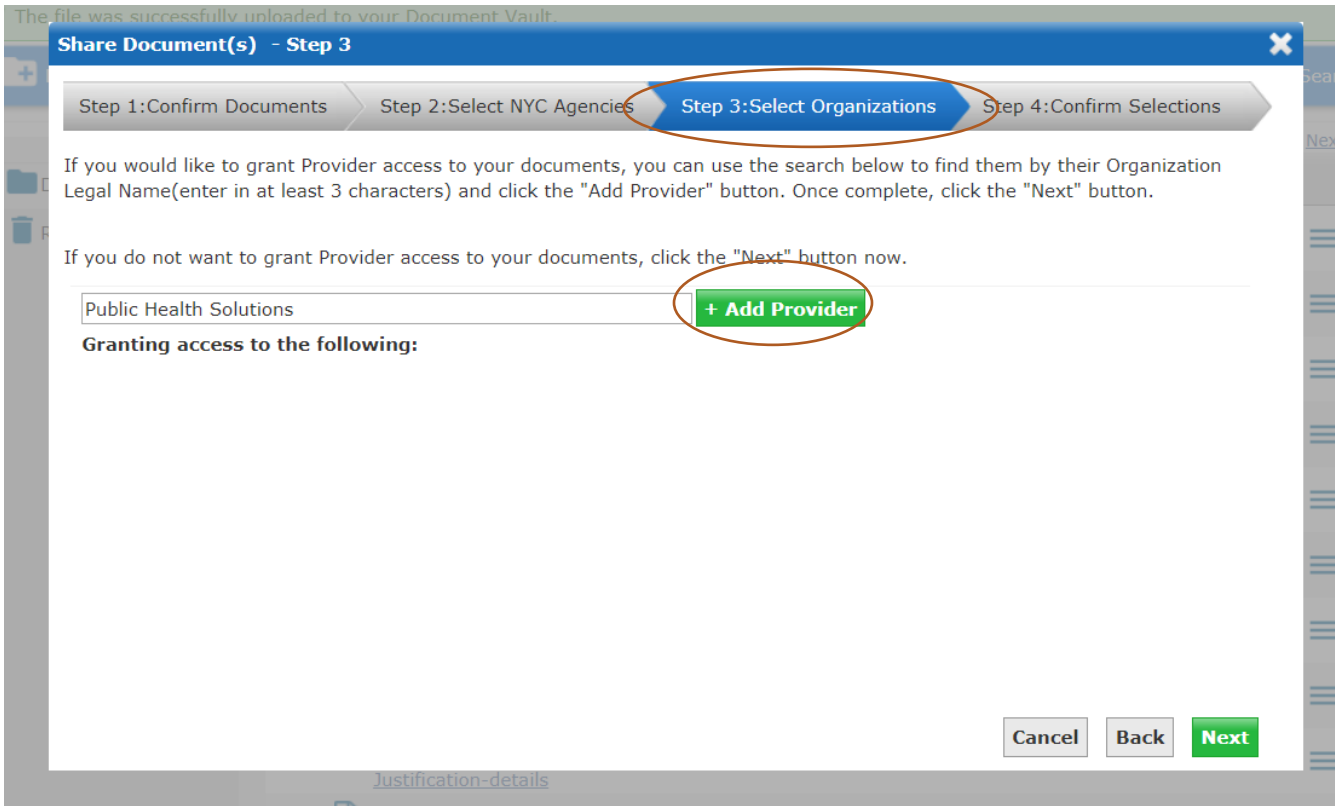 The file was successfully uploaded to your Document Vault.
Share Document(s) - Step 3
Step 1:Confirm Documents
Step 2:Select NYC Agencies
Step 3:Select Organizations
Step 4:Confirm Selections
If you would like to grant Provider access to your documents, you can use the search below to find them by their Organization
Legal Name(enter in at least 3 characters) and click the "Add Provider" button. Once complete, click the "Next" button.
If you do not want to grant Provider access to your documents, click the "Next" button now.
Public Health Solutions
+ Add Provider
Granting access to the following:
Cancel
Back
Next
Justification-details